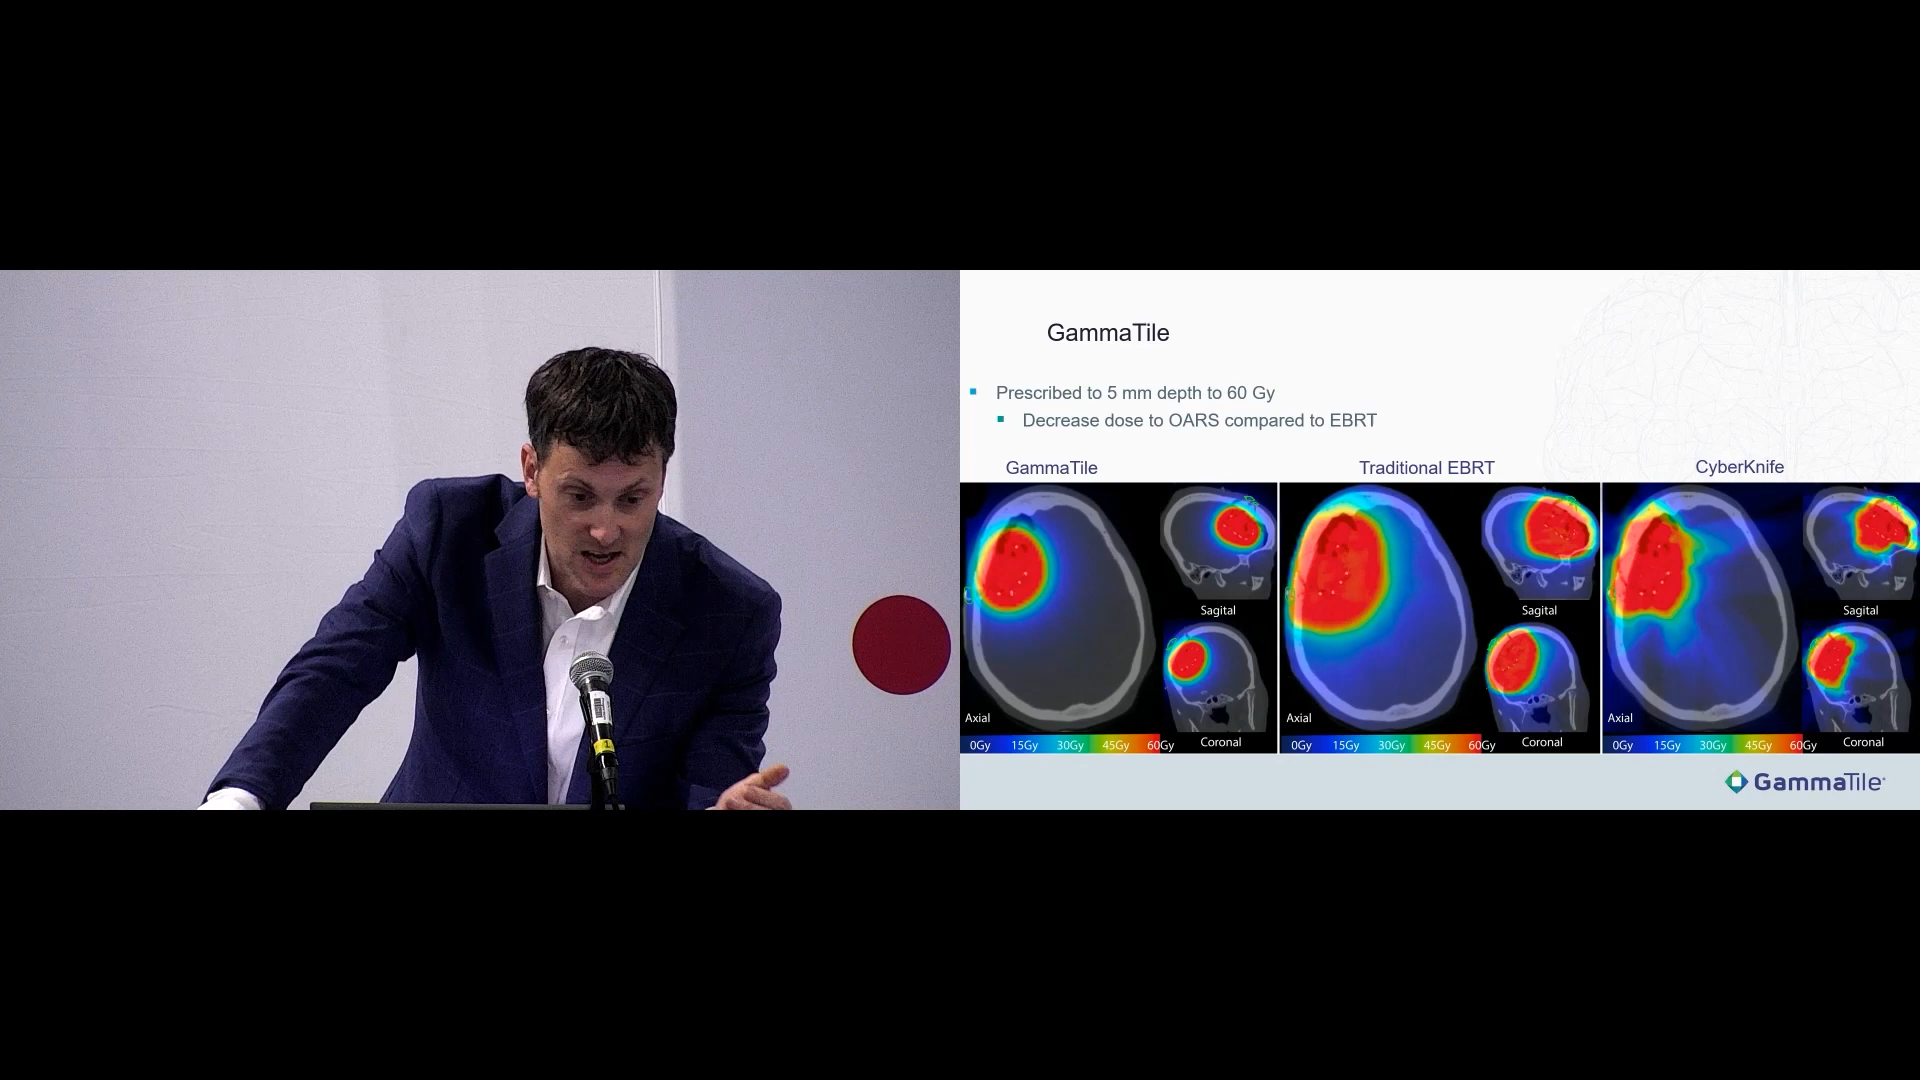 GammaTile
Prescribed to 5 mm depth to 60 Gy
Decrease dose to OARS compared to EBRT
GammaTile
Traditional EBRT
CyberKnife
Sagital
Axial
0Gy 15Gy 30Gy 45Gy 60Gy
Coronal
Sagital
Axial
0Gy 15Gy 30Gy 45Gy 60Gy
Coronal
Sagital
Axial
0Gy 15Gy 30Gy 45Gy 60Gy
Coronal
GammaTile
1